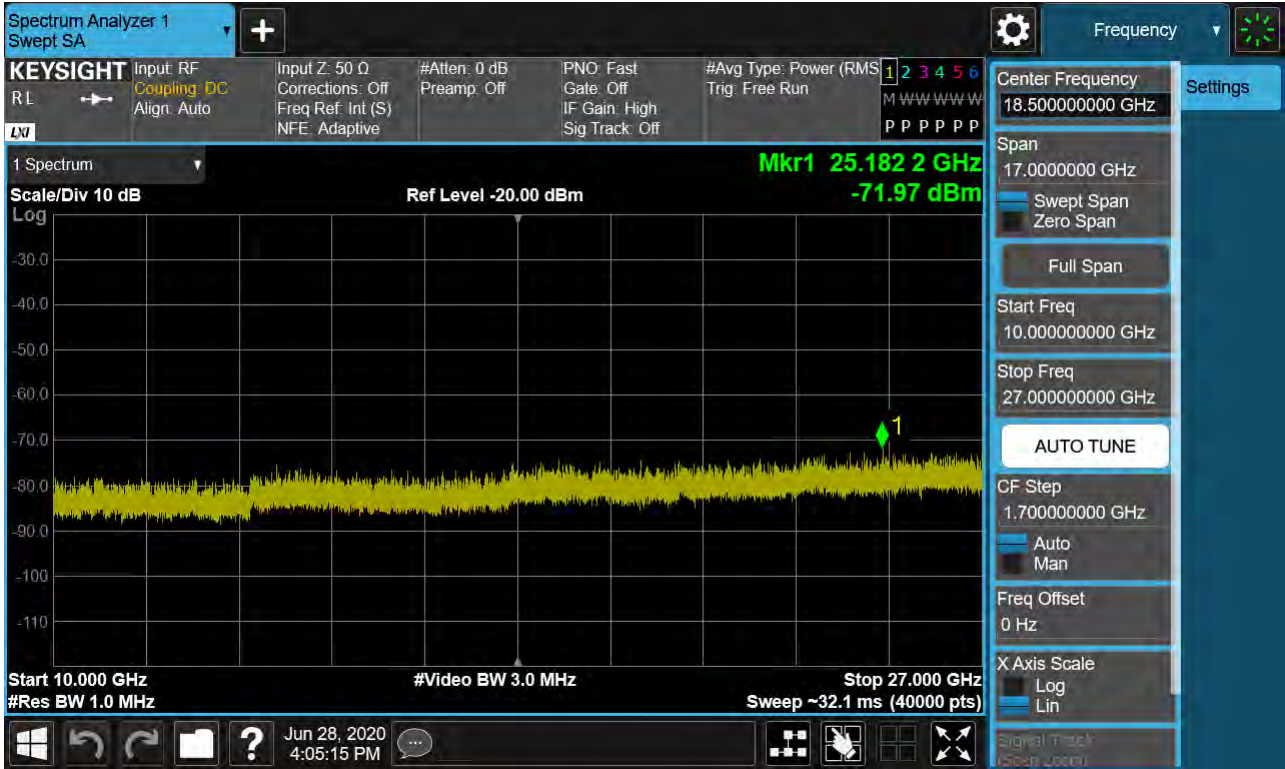 Spectrum Analyzer 1
Swept SA
+
Frequency
KEYSIGHT
R L
LXI
Input: RF
Coupling: DC
Align: Auto
Input Z: 50 Ω
Corrections: Off
Freq Ref: Int (S)
NFE: Adaptive
#Atten: 0 dB
Preamp: Off
PNO: Fast
Gate: Off
IF Gain: High
Sig Track: Off
#Avg Type: Power (RMS
Trig: Free Run
1 2 3 4 5 6
M W W W W W
P P P P P P
1 Spectrum
Scale/Div 10 dB
Ref Level -20.00 dBm
Mkr1 25.182 2 GHz
-71.97 dBm
Log
-30.0
-40.0
-50.0
-60.0
-70.0
-80.0
-90.0
-100
-110
1
Start 10.000 GHz
#Video BW 3.0 MHz
Stop 27.000 GHz
#Res BW 1.0 MHz
Sweep ~32.1 ms (40000 pts)
Center Frequency
18.500000000 GHz
Settings
Span
17.0000000 GHz
Swept Span
Zero Span
Full Span
Start Freq
10.000000000 GHz
Stop Freq
27.000000000 GHz
AUTO TUNE
CF Step
1.700000000 GHz
Auto
Man
Freq Offset
0 Hz
X Axis Scale
Log
Lin
Signal Track
(Span Zoom)
?
Jun 28, 2020
4:05:15 PM